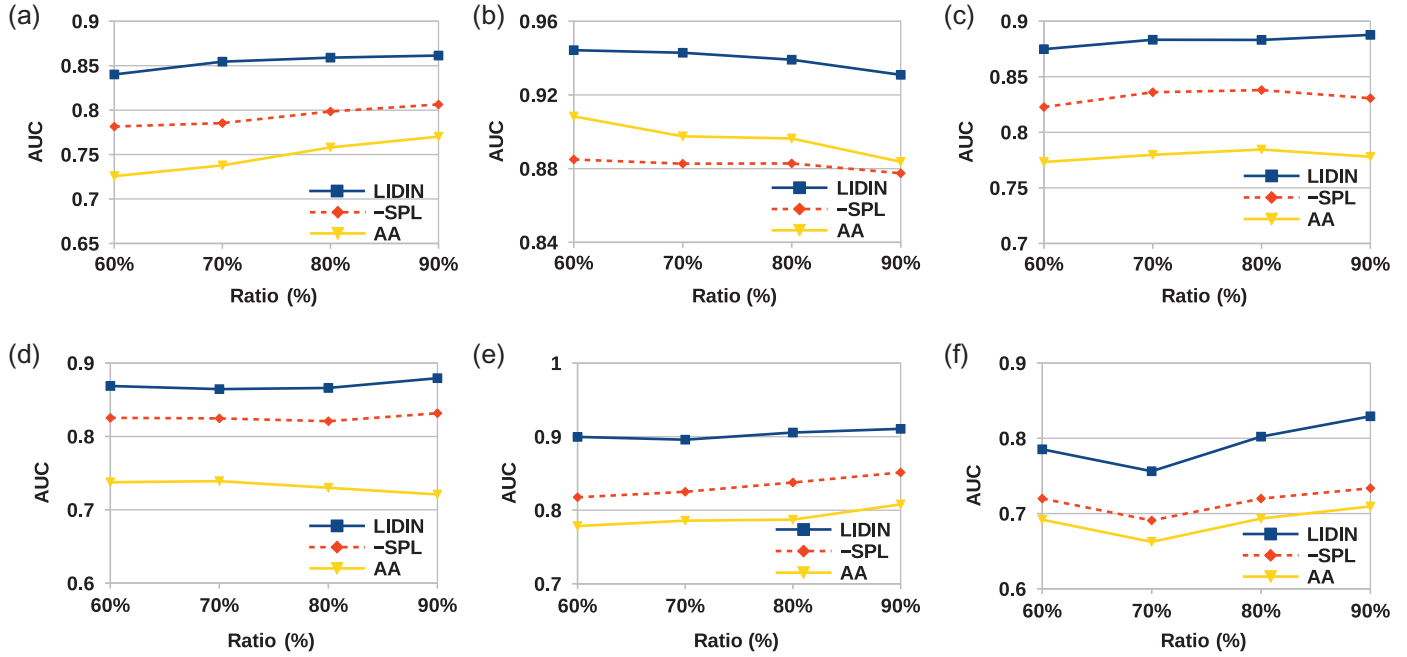 (a)
0.9
0.85
0.8
0.75
0.7
0.65
AUC
LIDIN
–SPL
AA
60% 70% 80% 90%
Ratio (%)
(b)
0.96
0.92
0.88
0.84
AUC
LIDIN
–SPL
AA
60% 70% 80% 90%
Ratio (%)
(c)
0.9
0.85
0.8
0.75
0.7
AUC
LIDIN
–SPL
AA
60% 70% 80% 90%
Ratio (%)
(d)
0.9
0.8
0.7
0.6
AUC
LIDIN
–SPL
AA
60% 70% 80% 90%
Ratio (%)
(e)
1
0.9
0.8
0.7
AUC
LIDIN
–SPL
AA
60% 70% 80% 90%
Ratio (%)
(f)
0.9
0.8
0.7
0.6
AUC
LIDIN
–SPL
AA
60% 70% 80% 90%
Ratio (%)